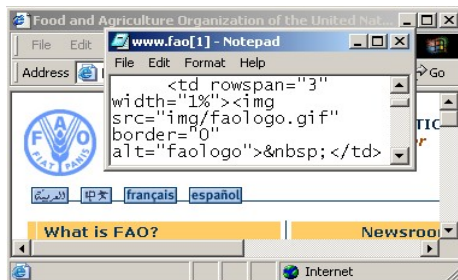 Food and Agriculture Organization of the United Nat...
File Edit
www.fao[1] - Notepad
File Edit Format Help
Address
Go
<td rowspan="3"
width="1%"><img
src="img/faologo.gif"
border="0"
alt="faologo">&nbsp;</td>
F A O
FIAT PANIS
TIC
r
العربية 中文 français español
What is FAO? Newsroo
Internet